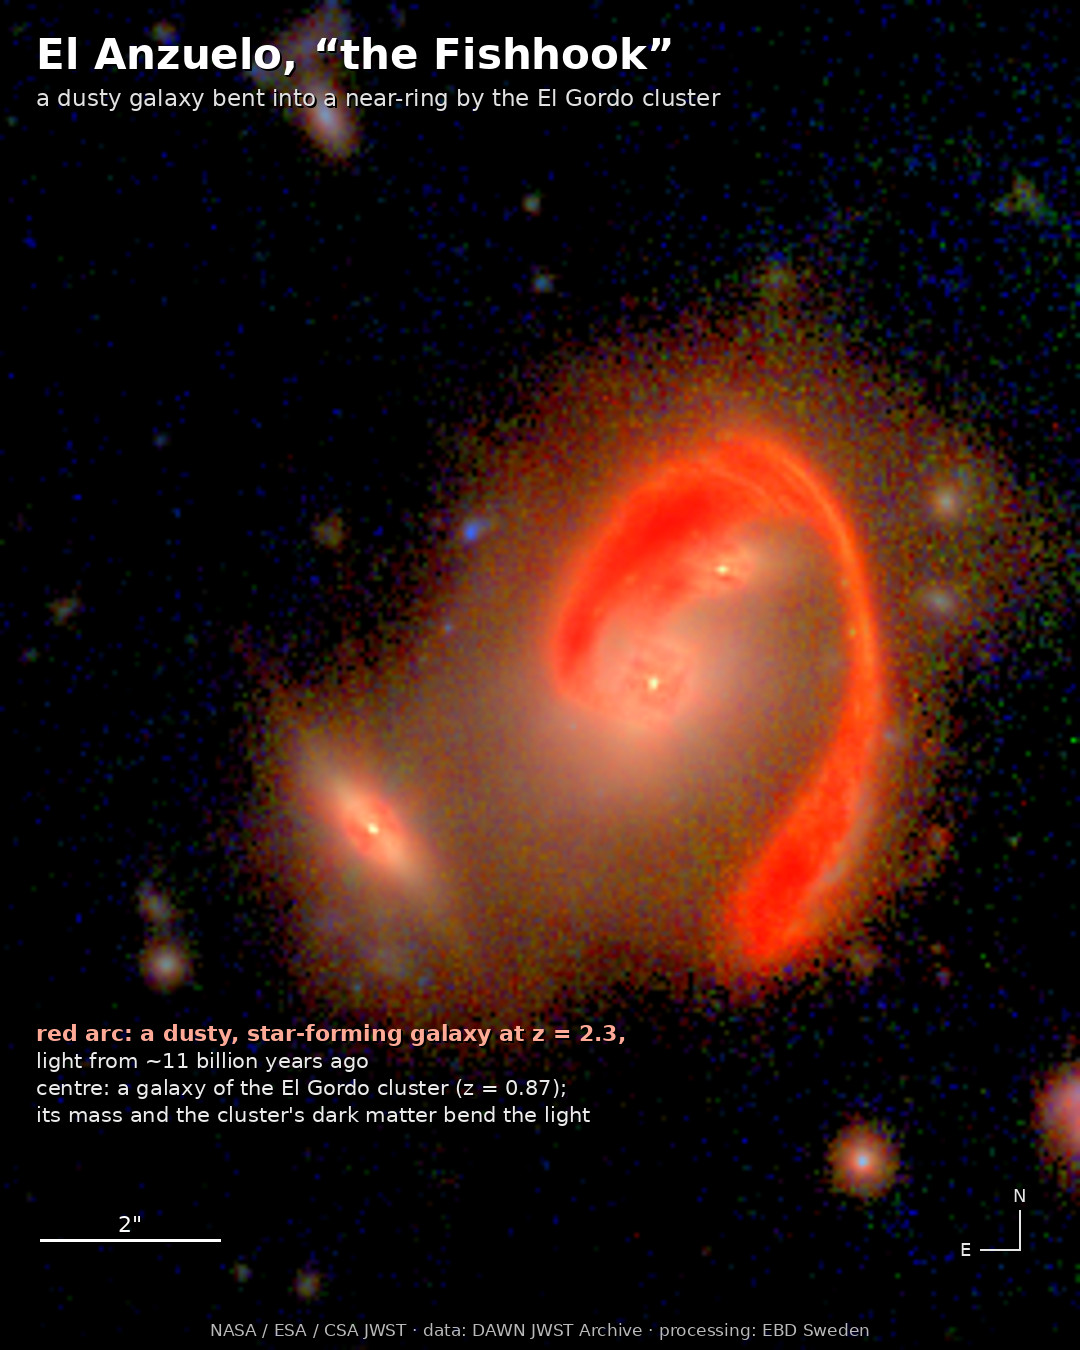 El Anzuelo, “the Fishhook”
a dusty galaxy bent into a near-ring by the El Gordo cluster
red arc: a dusty, star-forming galaxy at z = 2.3,
light from ~11 billion years ago
centre: a galaxy of the El Gordo cluster (z = 0.87);
its mass and the cluster's dark matter bend the light
2"
N
E
NASA / ESA / CSA JWST · data: DAWN JWST Archive · processing: EBD Sweden